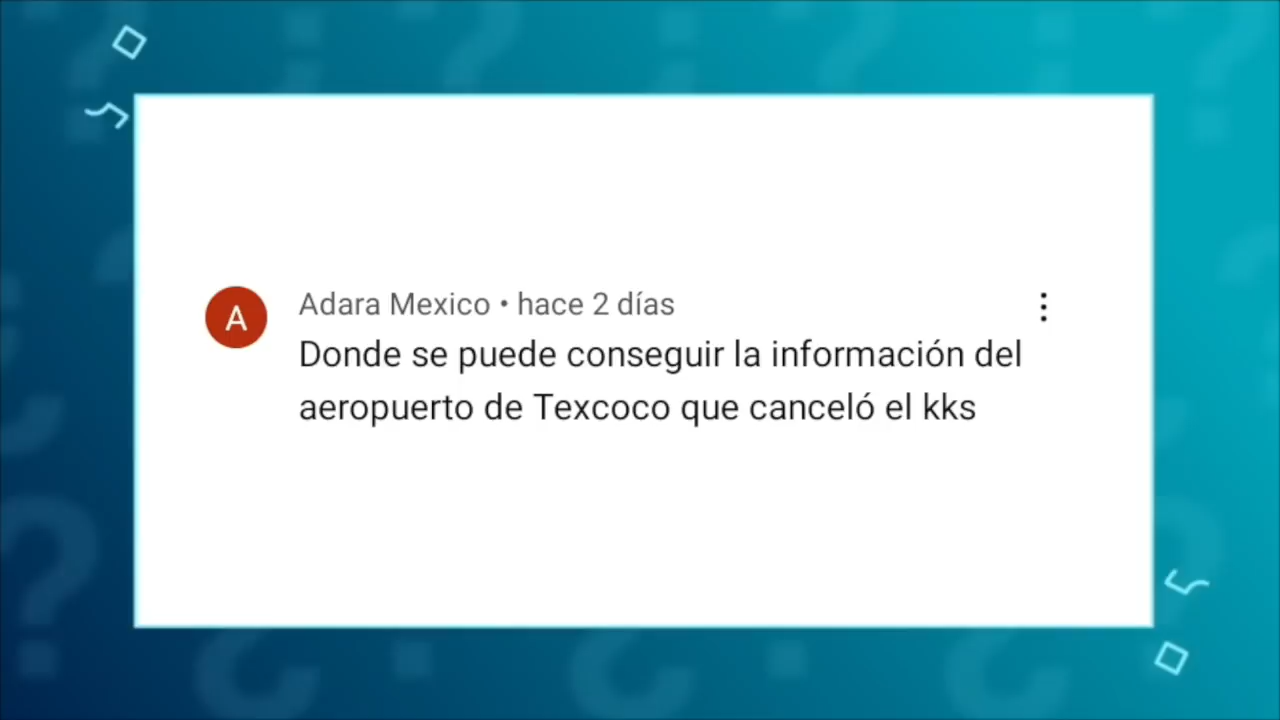 A
Adara Mexico • hace 2 días
Donde se puede conseguir la información del
aeropuerto de Texcoco que canceló el kks